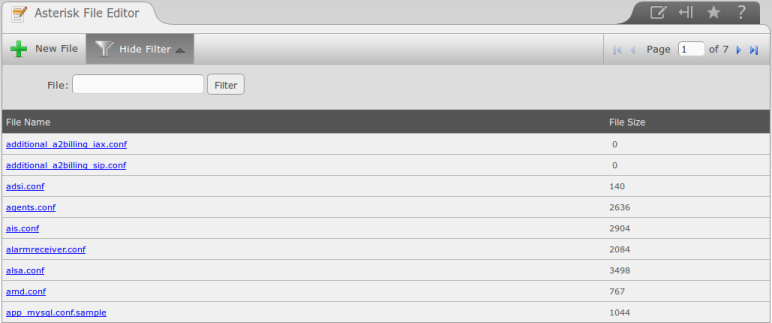 Asterisk File Editor
?
New File Hide Filter Page 1 of 7
File: Filter
File Name File Size
additional_a2billing_iax.conf 0
additional_a2billing_sip.conf 0
adsi.conf 140
agents.conf 2636
ais.conf 2904
alarmreceiver.conf 2084
alsa.conf 3498
amd.conf 767
app_mysql.conf.sample 1044